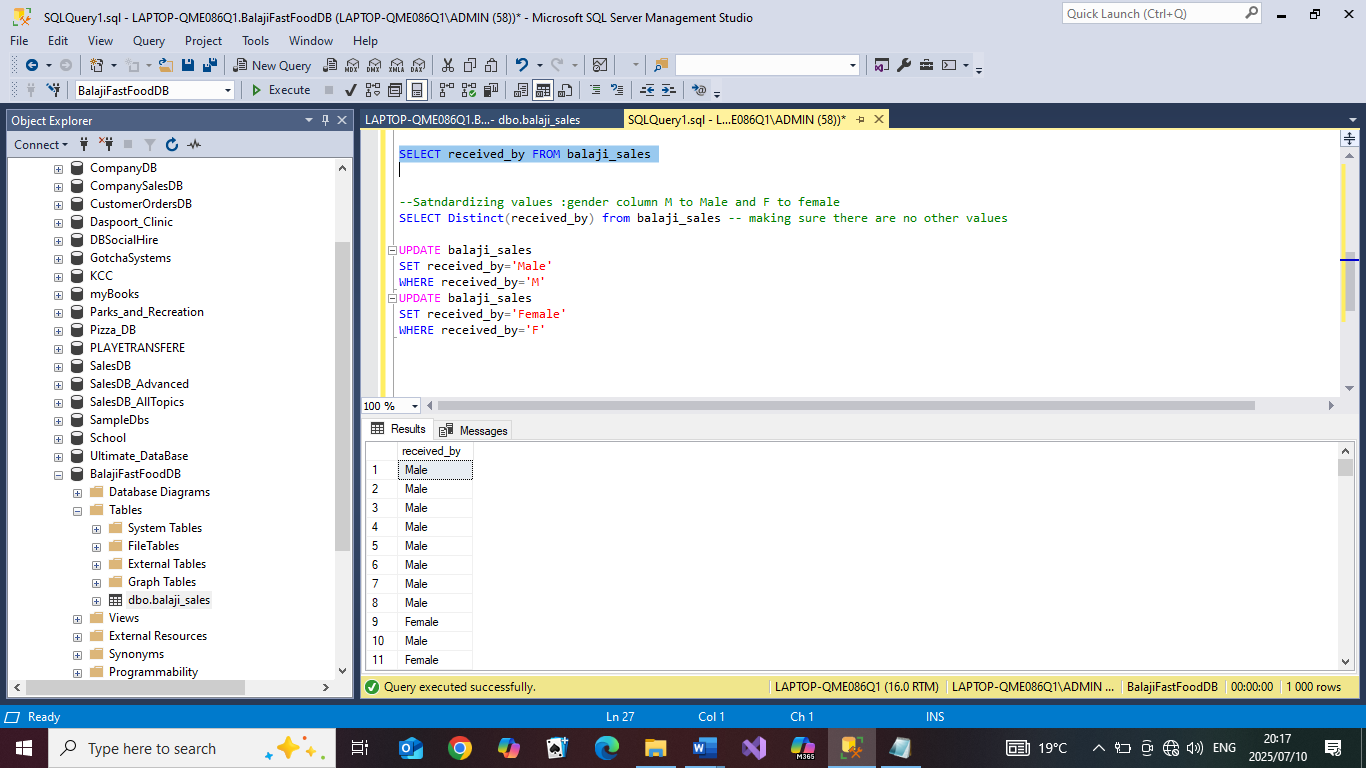 SQLQuery1.sql - LAPTOP-QME086Q1.BalajiFastFoodDB (LAPTOP-QME086Q1\ADMIN (58))* - Microsoft SQL Server Management Studio
Quick Launch (Ctrl+Q)
File Edit View Query Project Tools Window Help
New Query MDX DMX XMLA DAX
BalajiFastFoodDB Execute
Object Explorer
Connect
CompanyDB
CompanySalesDB
CustomerOrdersDB
Daspoort_Clinic
DBSocialHire
GotchaSystems
KCC
myBooks
Parks_and_Recreation
Pizza_DB
PLAYETRANSFERE
SalesDB
SalesDB_Advanced
SalesDB_AllTopics
SampleDbs
School
Ultimate_DataBase
BalajiFastFoodDB
Database Diagrams
Tables
System Tables
FileTables
External Tables
Graph Tables
dbo.balaji_sales
Views
External Resources
Synonyms
Programmability
LAPTOP-QME086Q1.B...- dbo.balaji_sales
SQLQuery1.sql - L...E086Q1\ADMIN (58))*
SELECT received_by FROM balaji_sales
--Satndardizing values :gender column M to Male and F to female
SELECT Distinct(received_by) from balaji_sales -- making sure there are no other values
UPDATE balaji_sales
SET received_by='Male'
WHERE received_by='M'
UPDATE balaji_sales
SET received_by='Female'
WHERE received_by='F'
100 %
Results Messages
received_by
1 Male
2 Male
3 Male
4 Male
5 Male
6 Male
7 Male
8 Male
9 Female
10 Male
11 Female
Query executed successfully. LAPTOP-QME086Q1 (16.0 RTM) LAPTOP-QME086Q1\ADMIN ... BalajiFastFoodDB 00:00:00 1 000 rows
Ready Ln 27 Col 1 Ch 1 INS
Type here to search
M365
19°C
ENG
20:17
2025/07/10